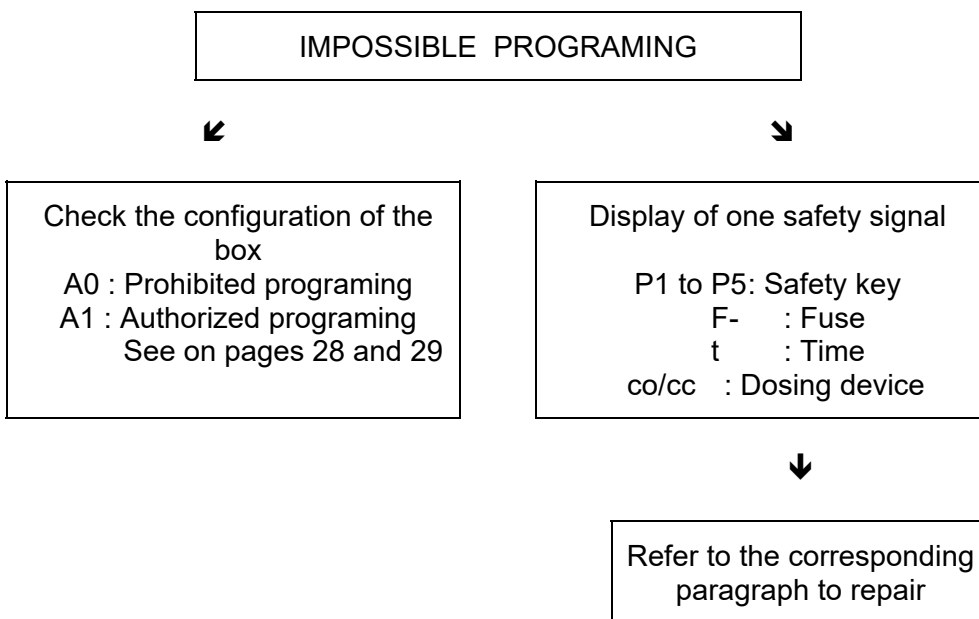 IMPOSSIBLE PROGRAMING
Check the configuration of the
box
A0 : Prohibited programing
A1 : Authorized programing
See on pages 28 and 29
Display of one safety signal
P1 to P5: Safety key
F- : Fuse
t : Time
co/cc : Dosing device
Refer to the corresponding
paragraph to repair